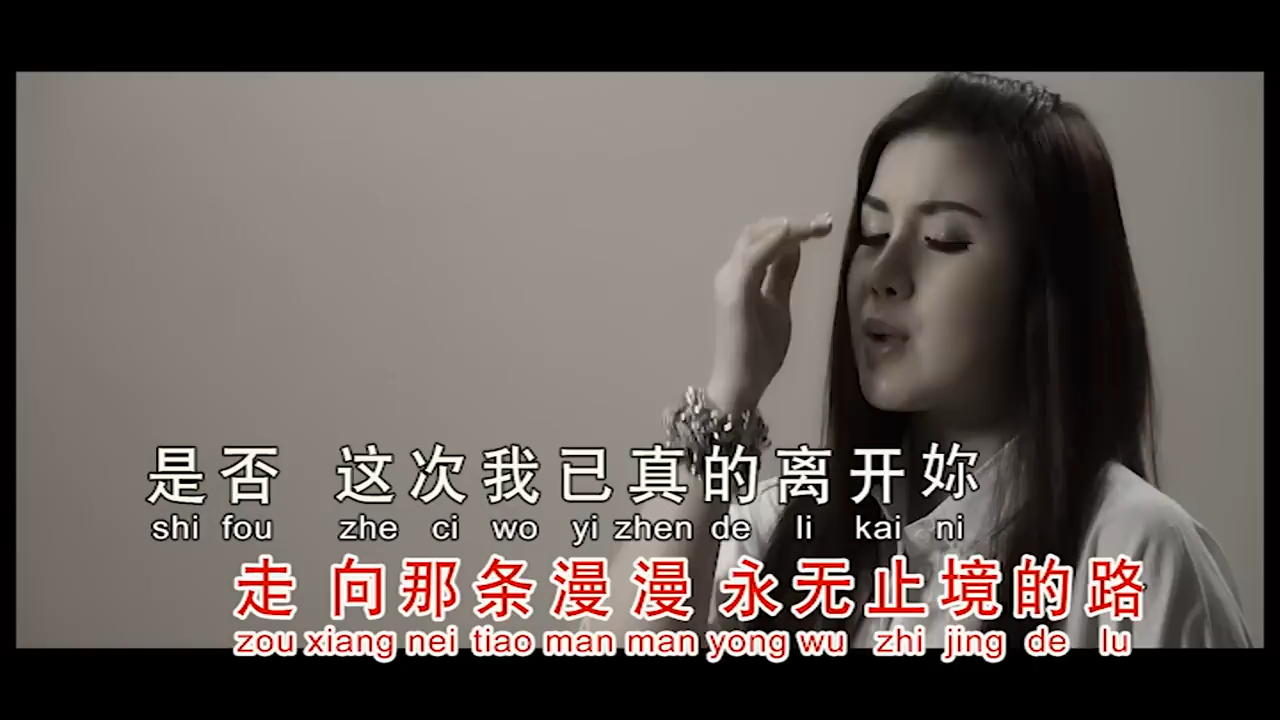 是否 这次我已真的离开妳
shi fou zhe ci wo yi zhen de li kai ni
走向那条漫漫永无止境的路
zou xiang nei tiao man man yong wu zhi jing de lu